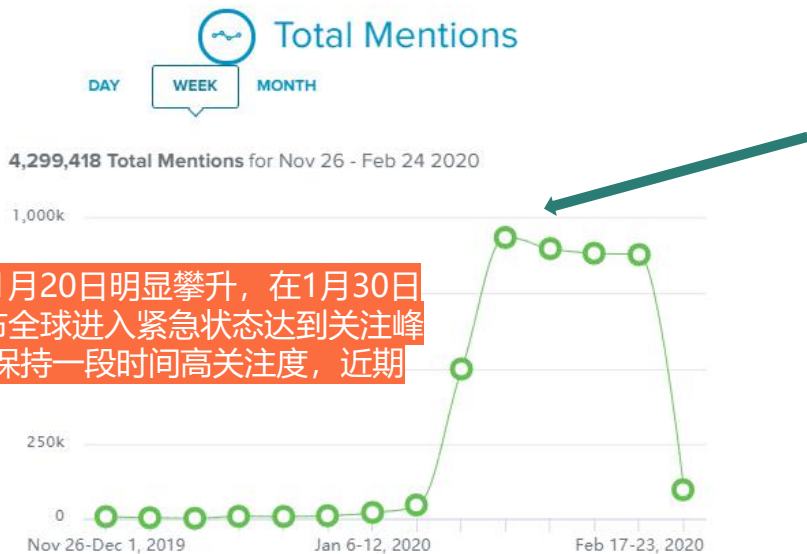 Total Mentions
DAY WEEK MONTH
4,299,418 Total Mentions for Nov 26 - Feb 24 2020
1,000k
月20日明显攀升，在1月30日
全球进入紧急状态达到关注峰
保持一段时间高关注度，近期
250k
0
Nov 26-Dec 1, 2019 Jan 6-12, 2020 Feb 17-23, 2020